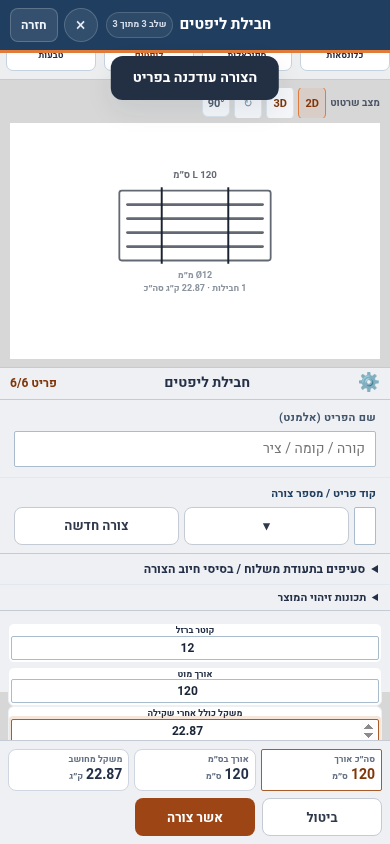 חבילת ליפטים
שלב 3 מתוך 3
×
חזרה
כלונסאות
טבעות
הצורה עודכנה בפריט
מצב שרטוט
2D
3D
↻
90°
L 120 ס״מ
Ø12 מ״מ
1 חבילות · 22.87 ק״ג סה״כ
חבילת ליפטים
פריט 6/6
שם הפריט (אלמנט)
קורה / קומה / ציר
קוד פריט / מספר צורה
▼
צורה חדשה
◀ סעיפים בתעודת משלוח / בסיסי חיוב הצורה
◀ תכונות זיהוי המוצר
קוטר ברזל
12
אורך מוט
120
משקל כולל אחרי שקילה
22.87
סה״כ אורך
120 ס״מ
אורך בס״מ
120 ס״מ
משקל מחושב
22.87 ק״ג
ביטול
אשר צורה